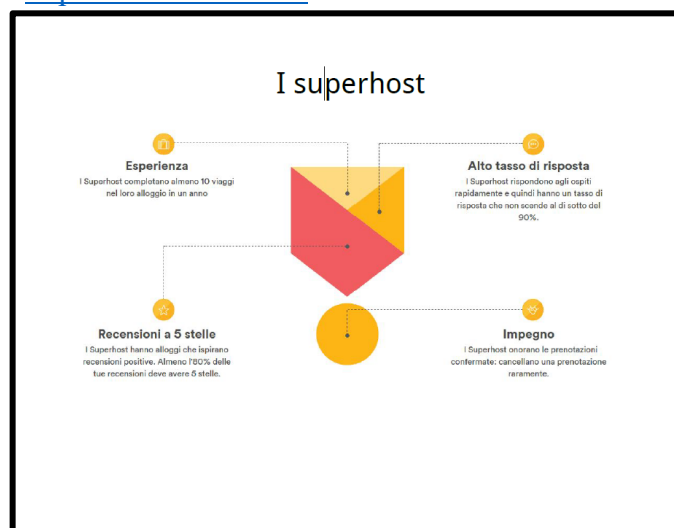 I superhost
Esperienza
I Superhost completano almeno 10 viaggi
nel loro alloggio in un anno
Alto tasso di risposta
I Superhost rispondono agli ospiti
rapidamente e quindi hanno un tasso di
risposta che non scende al di sotto del
90%.
Recensioni a 5 stelle
I Superhost hanno alloggi che ispirano
recensioni positive. Almeno l'80% delle
tue recensioni deve avere 5 stelle.
Impegno
I Superhost onorano le prenotazioni
confermate: cancellano una prenotazione
raramente.